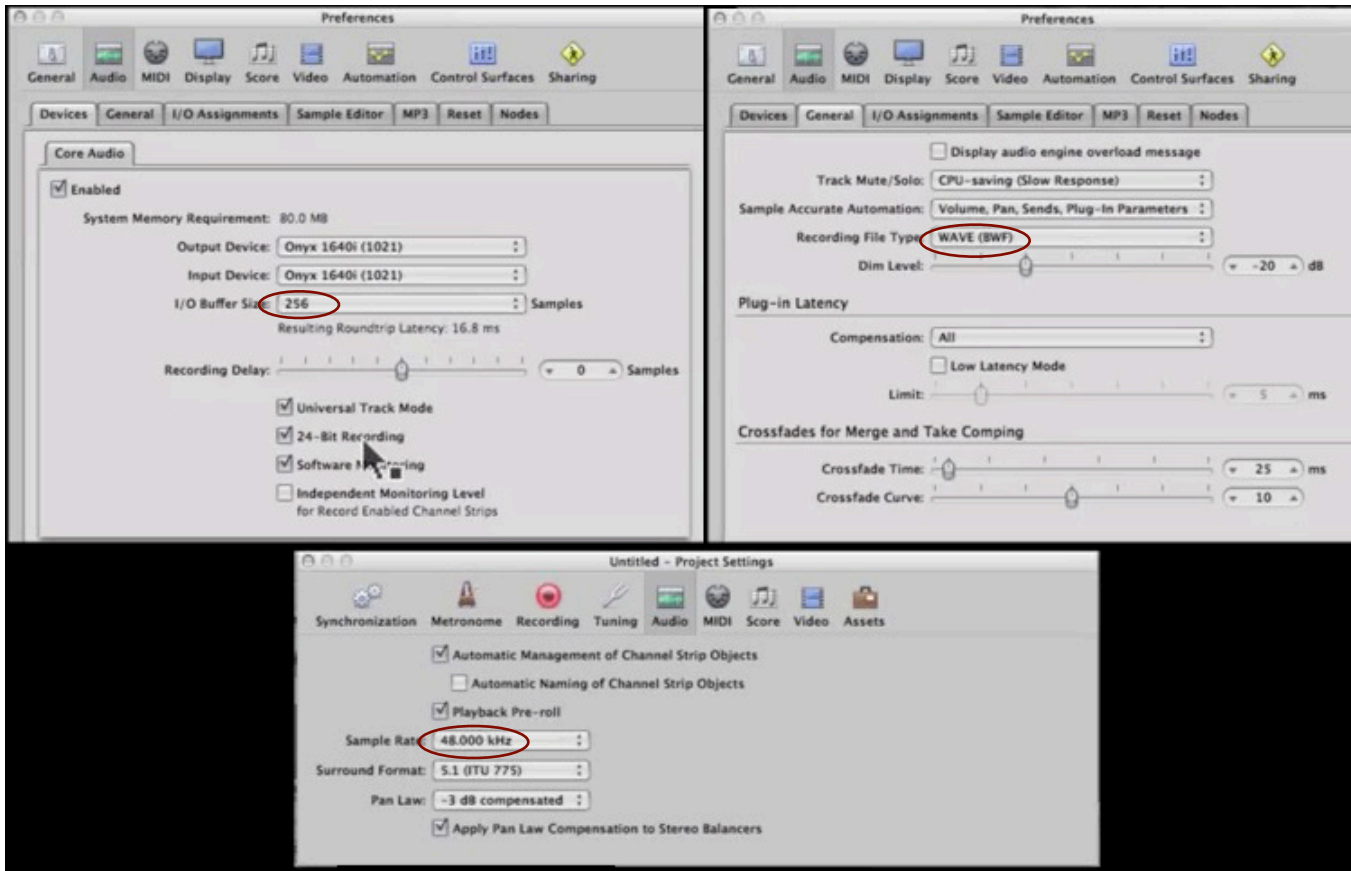 Preferences
General Audio MIDI Display Score Video Automation Control Surfaces Sharing
Devices General I/O Assignments Sample Editor MP3 Reset Nodes
Core Audio
Enabled
System Memory Requirement: 80.0 MB
Output Device: Onyx 1640i (1021)
Input Device: Onyx 1640i (1021)
I/O Buffer Size: 256 Samples
Resulting Roundtrip Latency: 16.8 ms
Recording Delay: 0 Samples
Universal Track Mode
24-Bit Recording
Software Monitoring
Independent Monitoring Level
for Record Enabled Channel Strips
Preferences
General Audio MIDI Display Score Video Automation Control Surfaces Sharing
Devices General I/O Assignments Sample Editor MP3 Reset Nodes
Display audio engine overload message
Track Mute/Solo: CPU-saving (Slow Response)
Sample Accurate Automation: Volume, Pan, Sends, Plug-In Parameters
Recording File Type: WAVE (BWF)
Dim Level: -20 dB
Plug-in Latency
Compensation: All
Low Latency Mode
Limit: 5 ms
Crossfades for Merge and Take Comping
Crossfade Time: 25 ms
Crossfade Curve: 10
Untitled - Project Settings
Synchronization Metronome Recording Tuning Audio MIDI Score Video Assets
Automatic Management of Channel Strip Objects
Automatic Naming of Channel Strip Objects
Playback Pre-roll
Sample Rate: 48.000 kHz
Surround Format: 5.1 (ITU 775)
Pan Law: -3 dB compensated
Apply Pan Law Compensation to Stereo Balancers